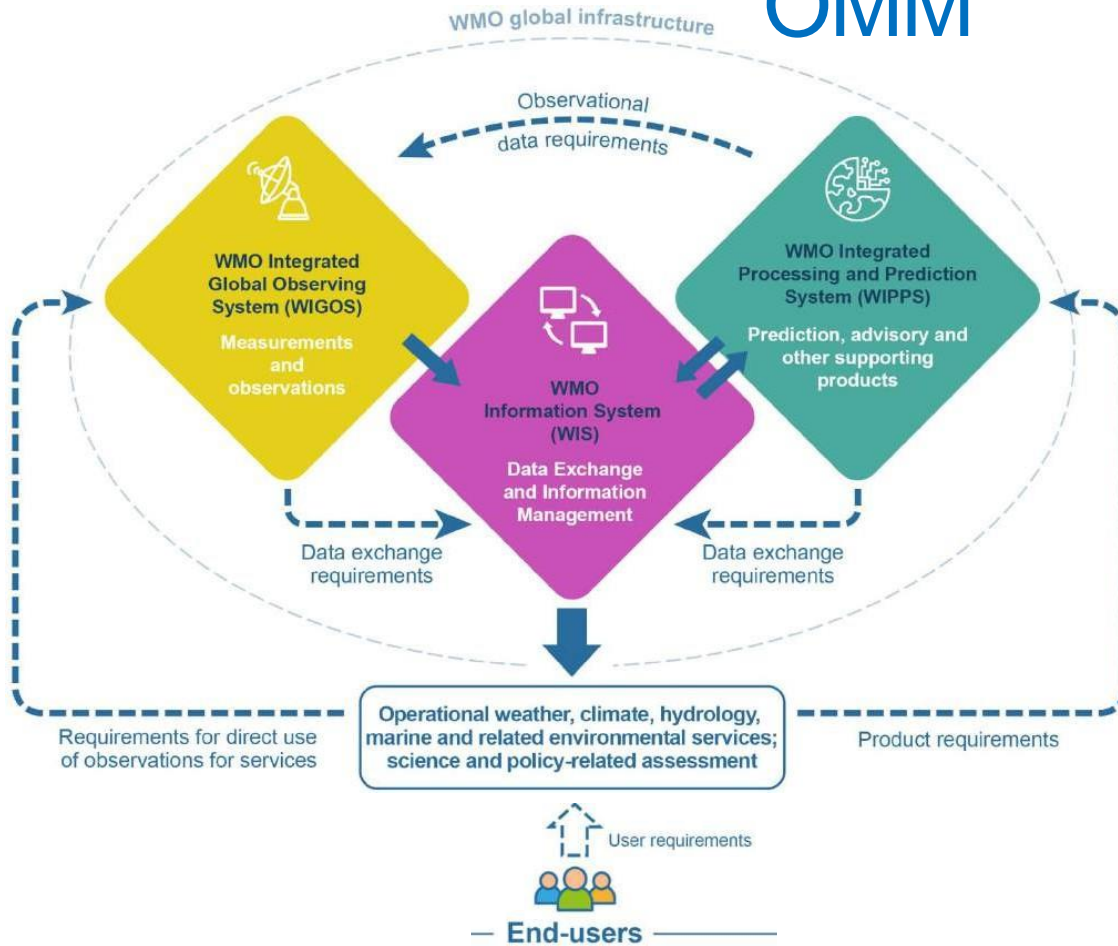 OMM
WMO global infrastructure
Observational
data requirements
WMO Integrated
Global Observing
System (WIGOS)
Measurements
and
observations
WMO Integrated
Processing and Prediction
System (WIPPS)
Prediction, advisory and
other supporting
products
WMO
Information System
(WIS)
Data Exchange
and Information
Management
Data exchange
requirements
Data exchange
requirements
Requirements for direct use
of observations for services
Operational weather, climate, hydrology,
marine and related environmental services;
science and policy-related assessment
Product requirements
User requirements
End-users